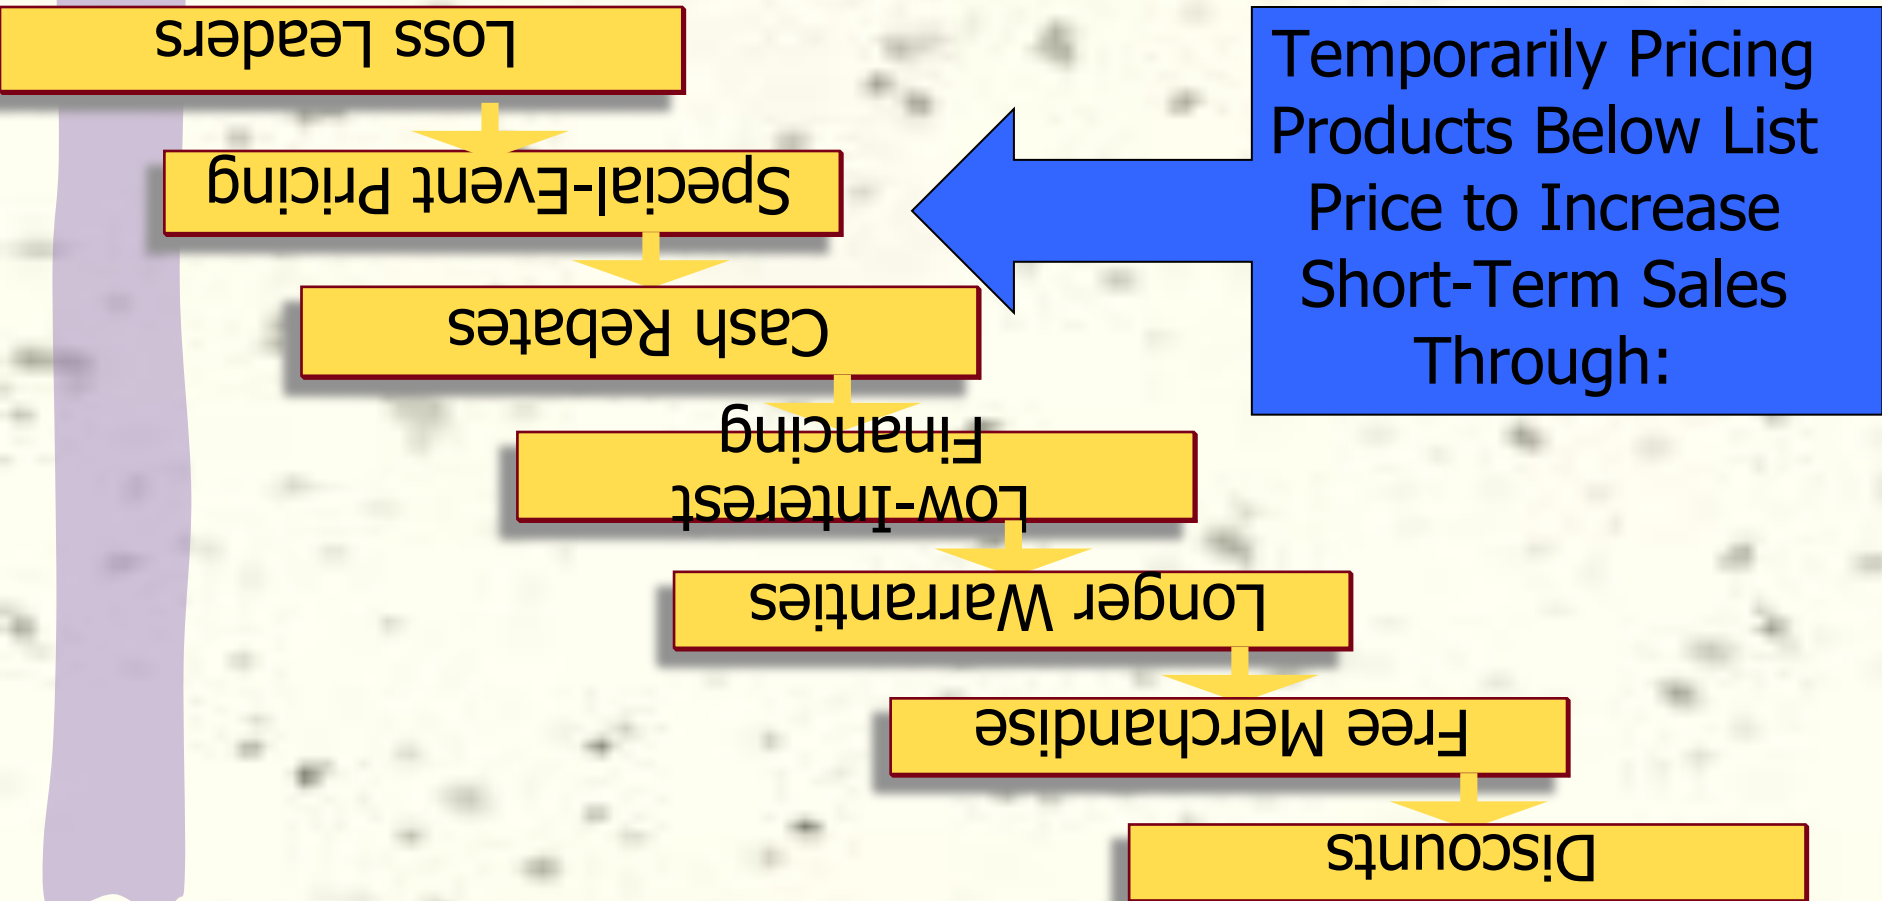 Loss Leaders
Special-Event Pricing
Cash Rebates
Low-Interest
Financing
Longer Warranties
Free Merchandise
Discounts
Temporarily Pricing
Products Below List
Price to Increase
Short-Term Sales
Through: